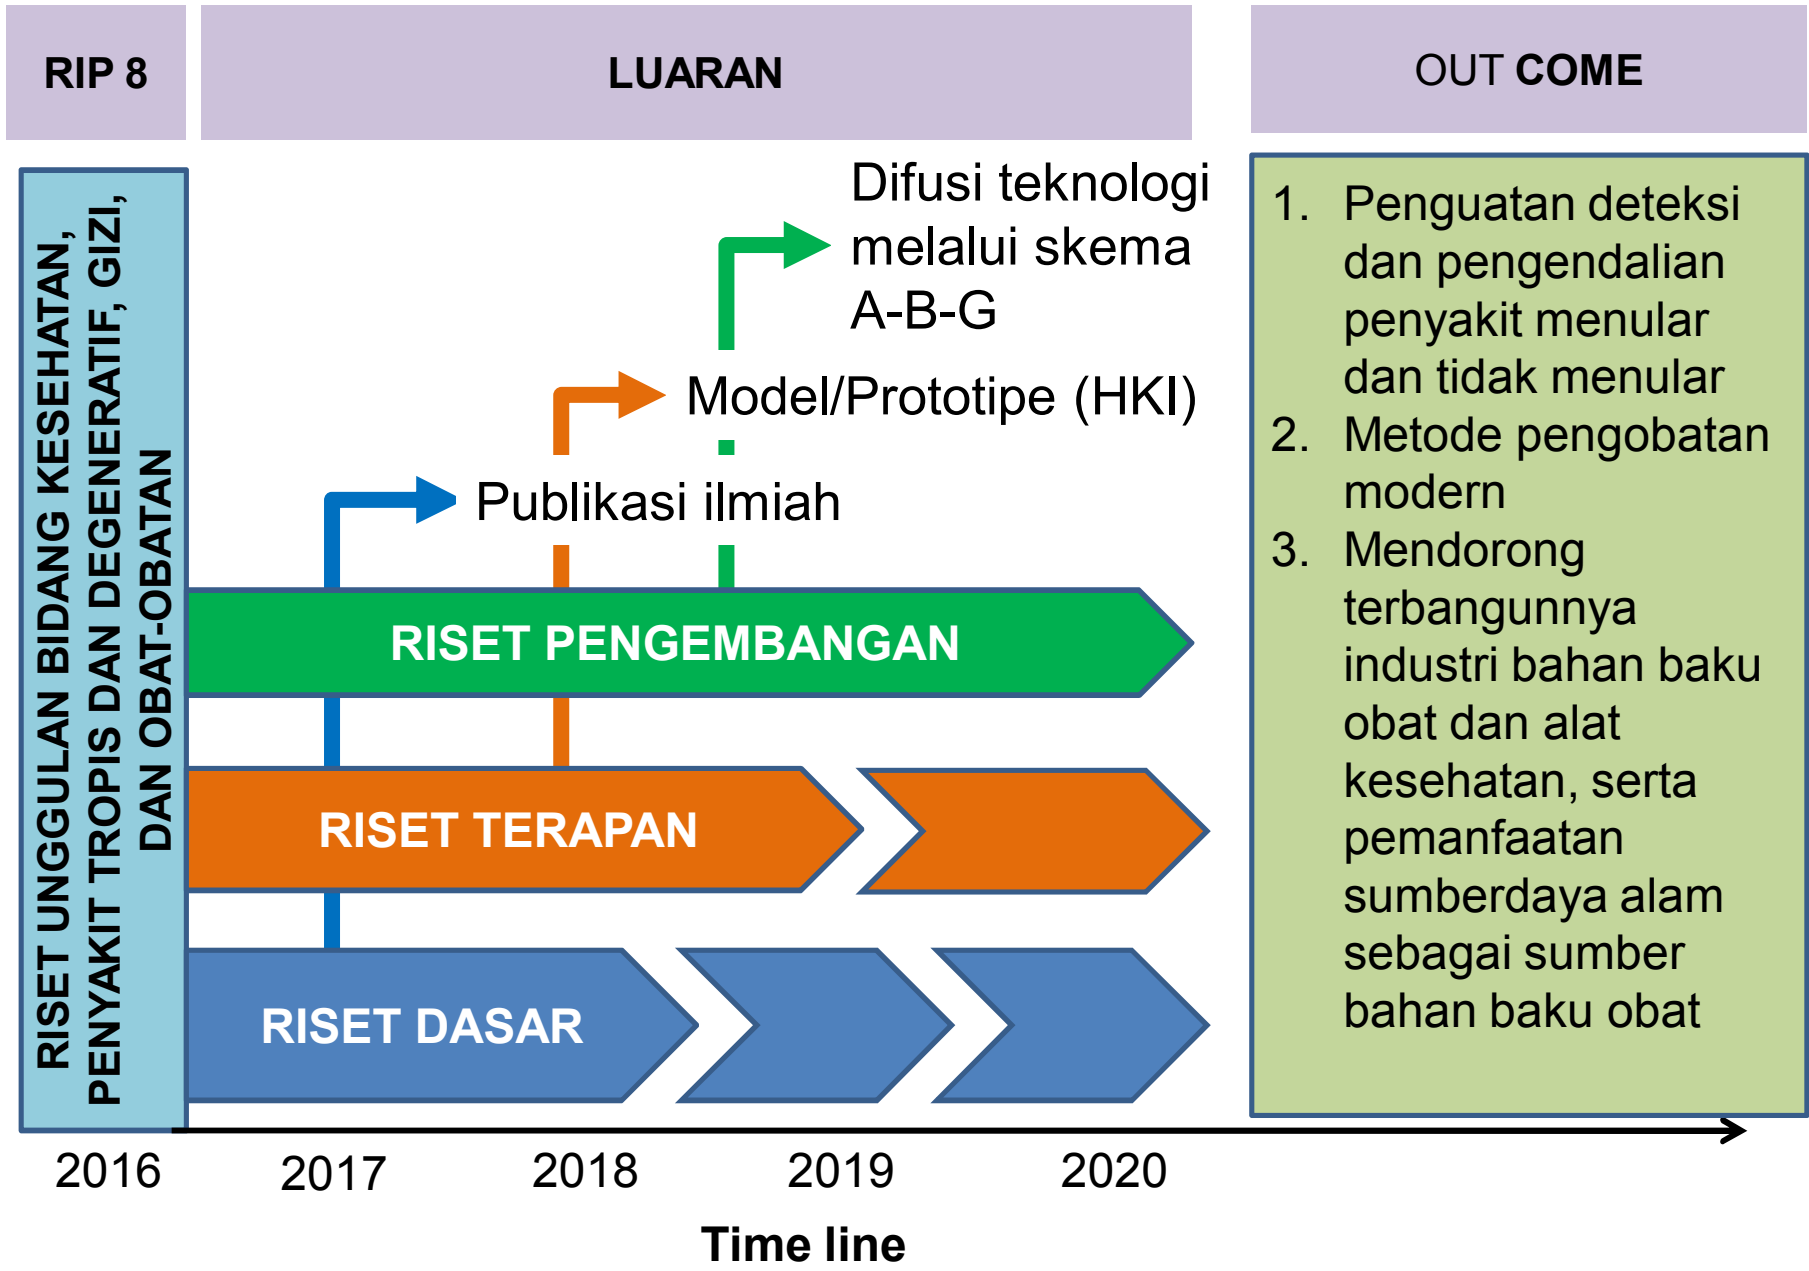 RIP 8
LUARAN
OUT COME
RISET UNGGULAN BIDANG KESEHATAN,
PENYAKIT TROPIS DAN DEGENERATIF, GIZI,
DAN OBAT-OBATAN
Difusi teknologi
melalui skema
A-B-G
Model/Prototipe (HKI)
Publikasi ilmiah
RISET PENGEMBANGAN
RISET TERAPAN
RISET DASAR
1. Penguatan deteksi
dan pengendalian
penyakit menular
dan tidak menular
2. Metode pengobatan
modern
3. Mendorong
terbangunnya
industri bahan baku
obat dan alat
kesehatan, serta
pemanfaatan
sumberdaya alam
sebagai sumber
bahan baku obat
2016
2017
2018
2019
2020
Time line